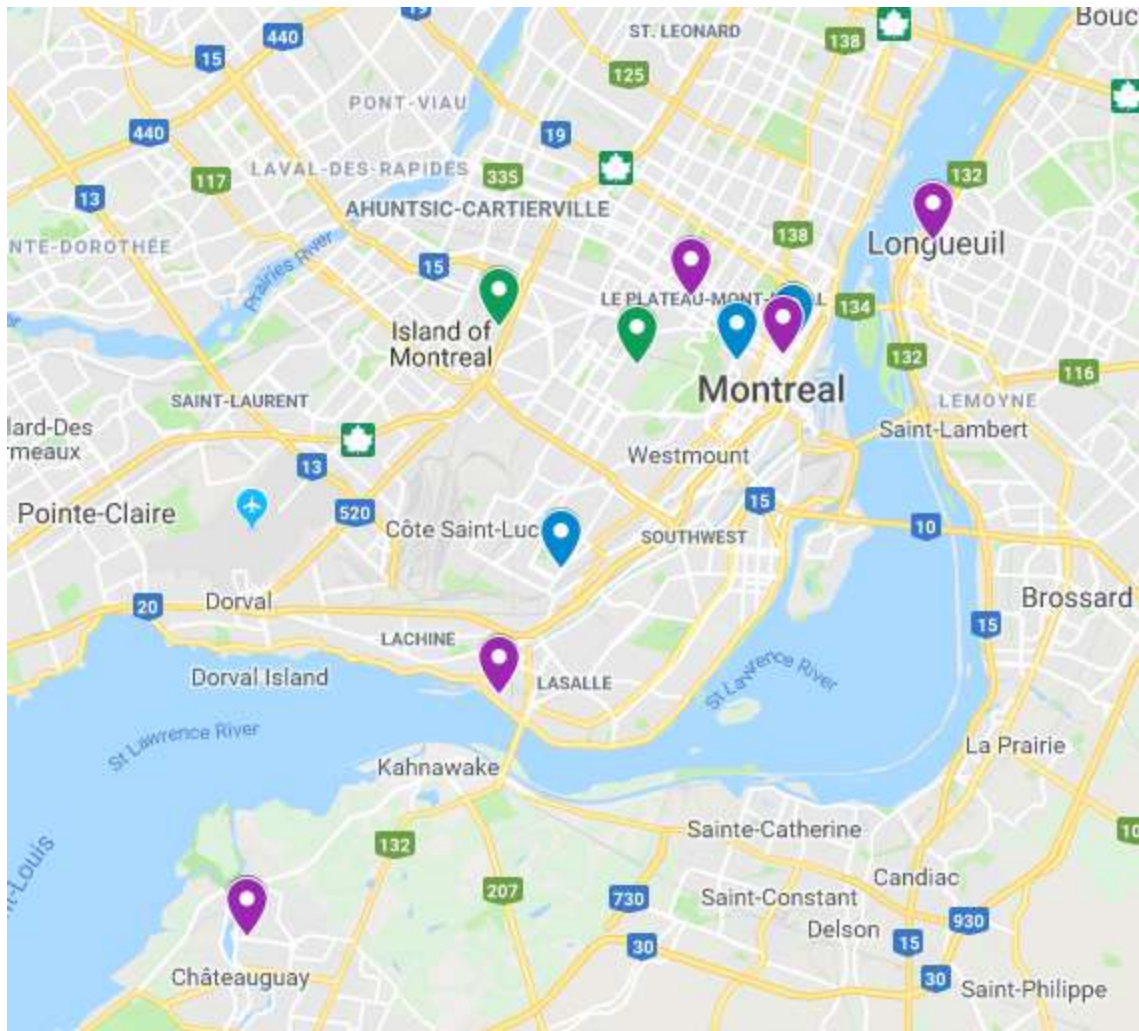 19
Bouc
440
ST. LEONARD
138
15
125
PONT-VIAU
440
19
LAVAL-DES-RAPIDES
335
132
117
13
AHUNTSIC-CARTIERVILLE
138
NTE-DOROTHÉE
Longueuil
Prairies River
15
LE PLATEAU-MONT-
134
Island of
Montreal
132
116
Montreal
SAINT-LAURENT
LEMOYNE
lard-Des
rmeaux
Saint-Lambert
Westmount
13
15
Pointe-Claire
520
Côte Saint-Luc
10
SOUTHWEST
Dorval
20
Brossard
15
LACHINE
Dorval Island
LASALLE
St Lawrence River
St Lawrence River
La Prairie
Kahnawake
Sainte-Catherine
10
132
nt-Louis
Candiac
207
730
Saint-Constant
930
Delson
30
15
Châteauguay
30
Saint-Philippe